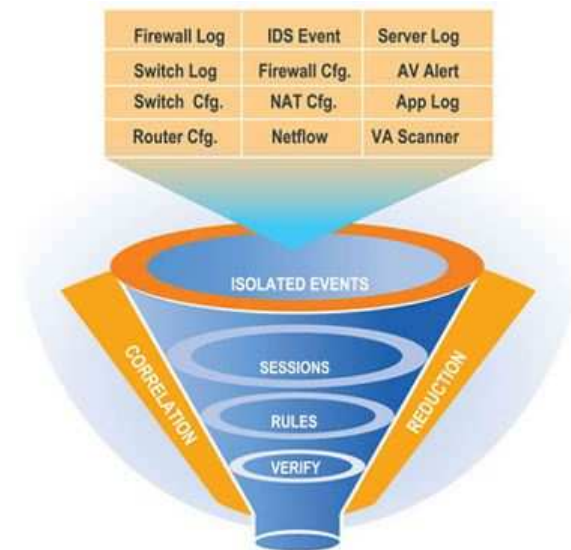 Firewall Log IDS Event Server Log
Switch Log Firewall Cfg. AV Alert
Switch Cfg. NAT Cfg. App Log
Router Cfg. Netflow VA Scanner
ISOLATED EVENTS
CORRELATION
SESSIONS
REDUCTION
RULES
VERIFY